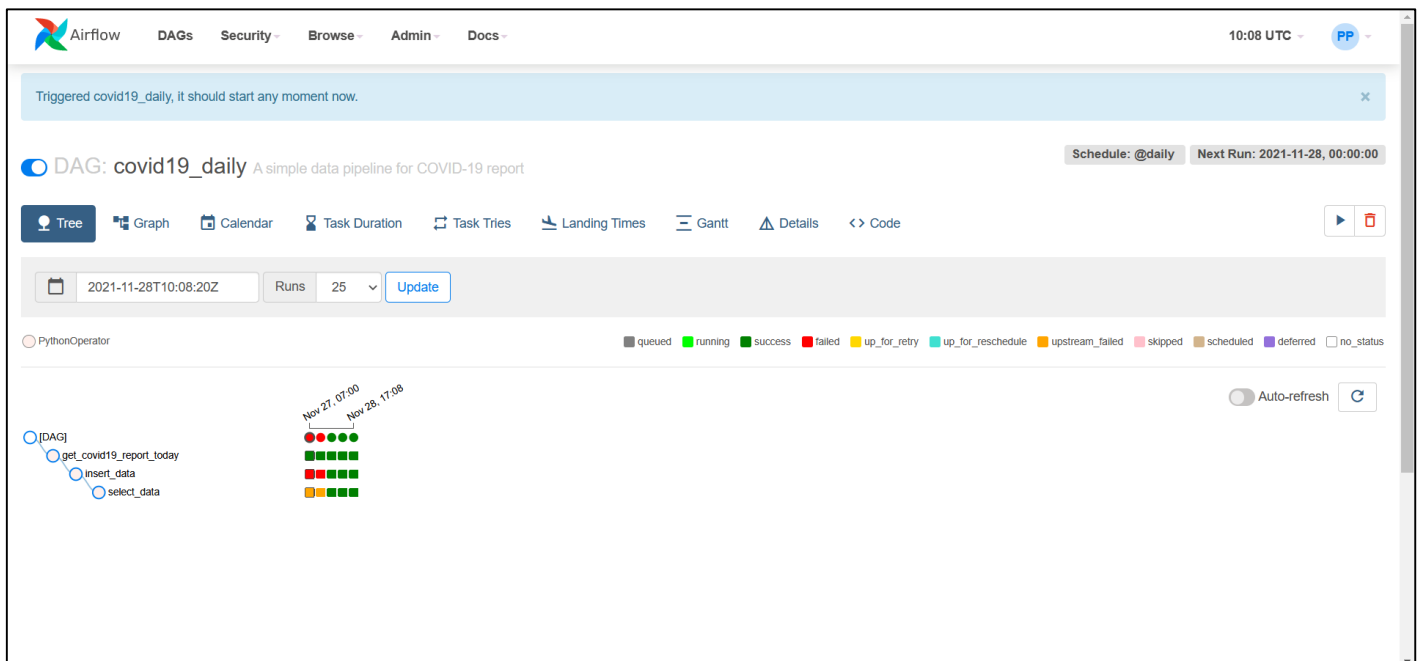 Airflow DAGs Security Browse Admin Docs 10:08 UTC PP
Triggered covid19_daily, it should start any moment now. ×
DAG: covid19_daily A simple data pipeline for COVID-19 report Schedule: @daily Next Run: 2021-11-28, 00:00:00
Tree Graph Calendar Task Duration Task Tries Landing Times Gantt Details <> Code
2021-11-28T10:08:20Z Runs 25 Update
PythonOperator queued running success failed up_for_retry up_for_reschedule upstream_failed skipped scheduled deferred no_status
Nov 27, 07:00 Nov 28, 17:08 Auto-refresh
[DAG]
get_covid19_report_today
insert_data
select_data